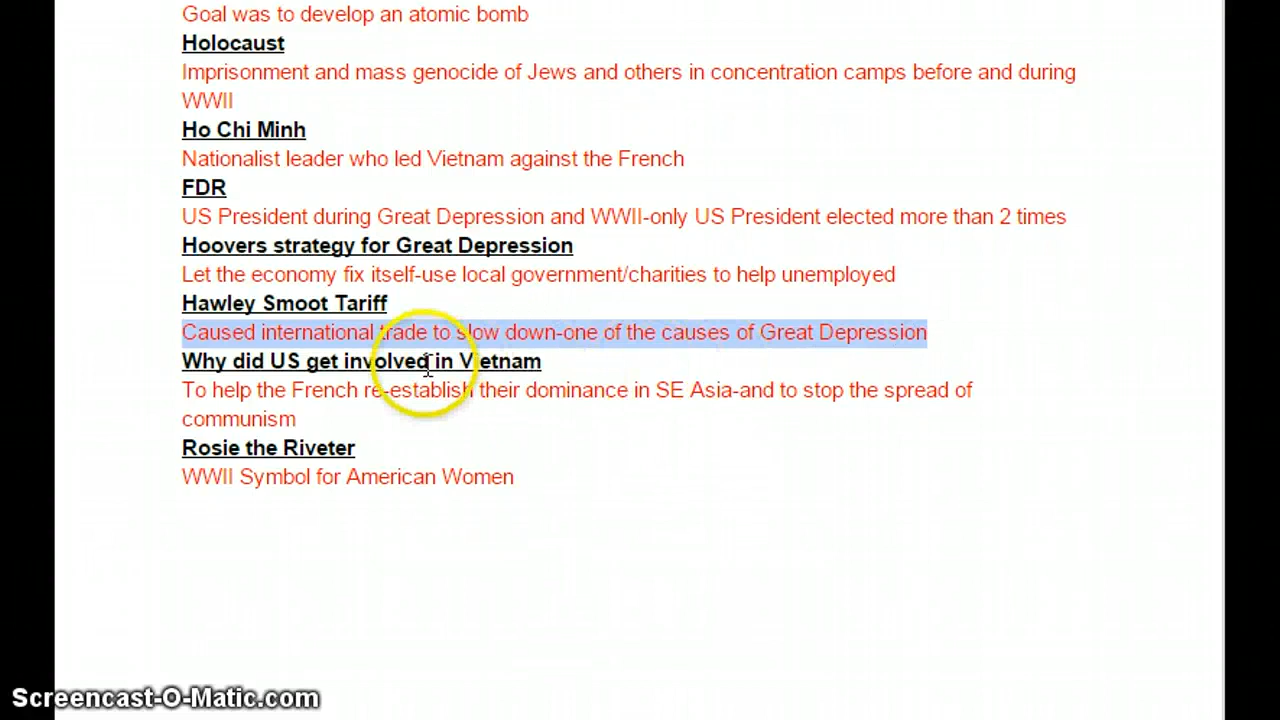 Goal was to develop an atomic bomb
Holocaust
Imprisonment and mass genocide of Jews and others in concentration camps before and during
WWII
Ho Chi Minh
Nationalist leader who led Vietnam against the French
FDR
US President during Great Depression and WWII-only US President elected more than 2 times
Hoovers strategy for Great Depression
Let the economy fix itself-use local government/charities to help unemployed
Hawley Smoot Tariff
Caused international trade to slow down-one of the causes of Great Depression
Why did US get involved in Vietnam
To help the French re-establish their dominance in SE Asia-and to stop the spread of
communism
Rosie the Riveter
WWII Symbol for American Women
Screencast-O-Matic.com